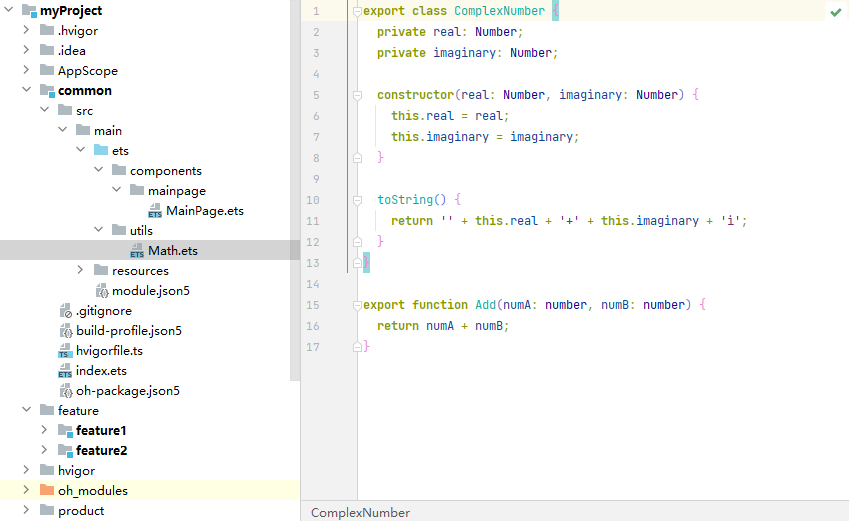 myProject
.hvigor
.idea
AppScope
common
src
main
ets
components
mainpage
MainPage.ets
utils
Math.ets
resources
module.json5
.gitignore
build-profile.json5
hvigorfile.ts
index.ets
oh-package.json5
feature
feature1
feature2
hvigor
oh_modules
product
1 export class ComplexNumber {
2 private real: Number;
3 private imaginary: Number;
4
5 constructor(real: Number, imaginary: Number) {
6 this.real = real;
7 this.imaginary = imaginary;
8 }
9
10 toString() {
11 return '' + this.real + '+' + this.imaginary + 'i';
12 }
13 }
14
15 export function Add(numA: number, numB: number) {
16 return numA + numB;
17 }
ComplexNumber